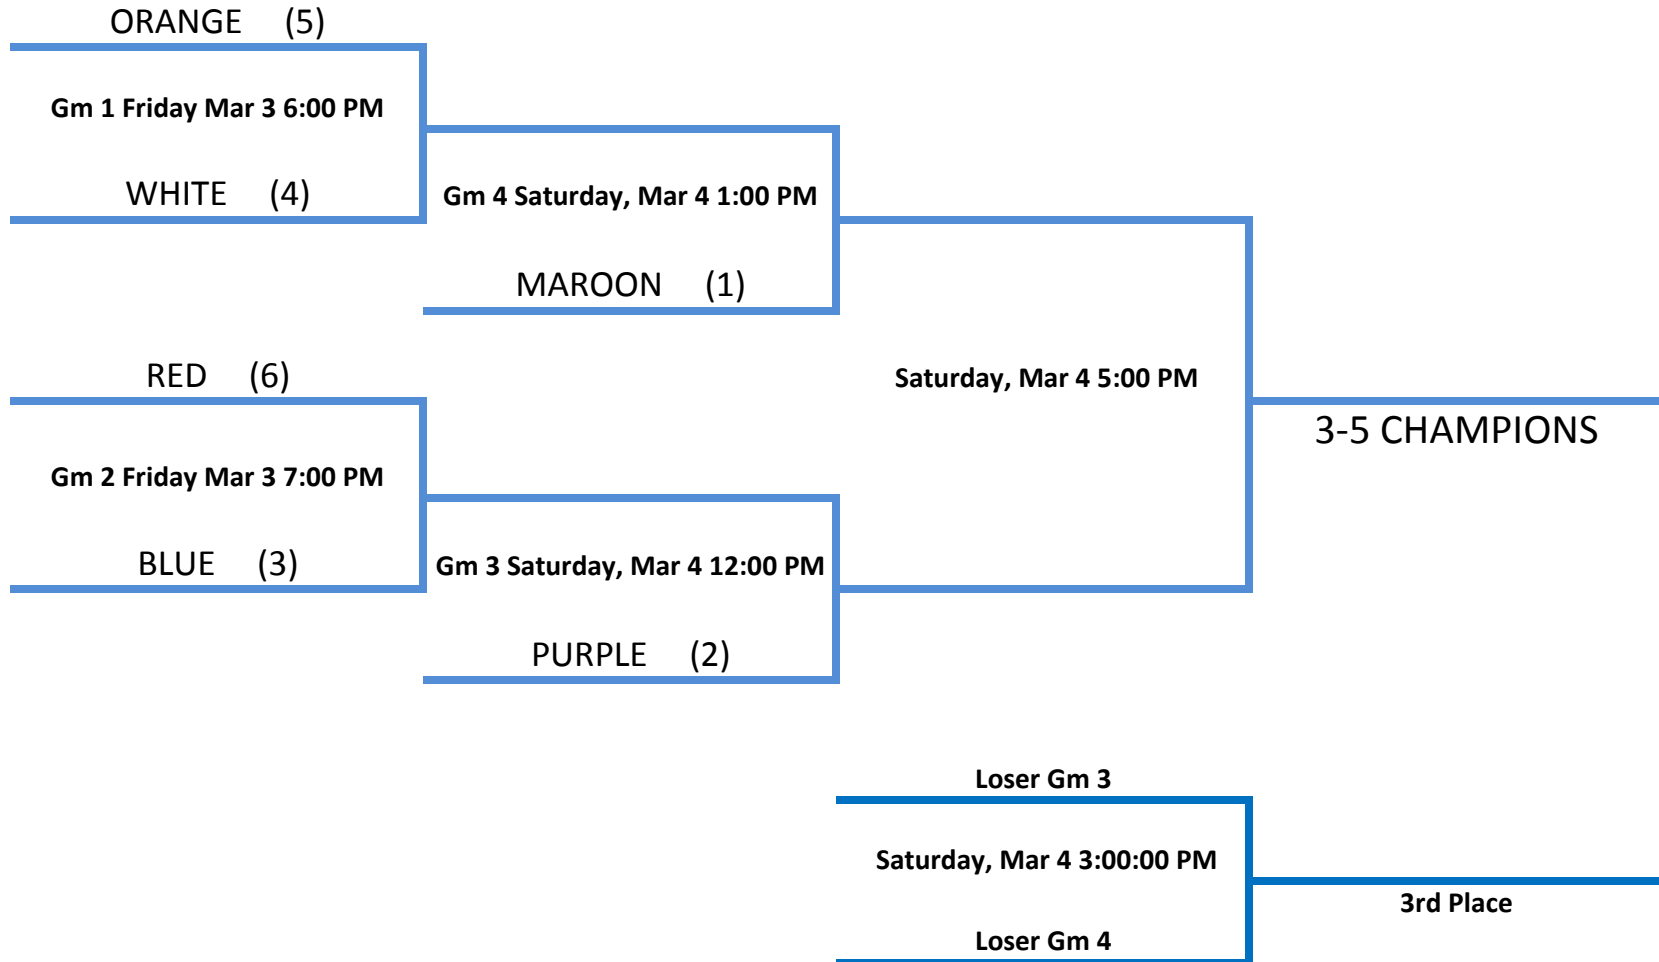 ORANGE (5)
Gm 1 Friday Mar 3 6:00 PM
WHITE (4)
Gm 4 Saturday, Mar 4 1:00 PM
MAROON (1)
RED (6)
Saturday, Mar 4 5:00 PM
3-5 CHAMPIONS
Gm 2 Friday Mar 3 7:00 PM
BLUE (3)
Gm 3 Saturday, Mar 4 12:00 PM
PURPLE (2)
Loser Gm 3
Saturday, Mar 4 3:00:00 PM
3rd Place
Loser Gm 4